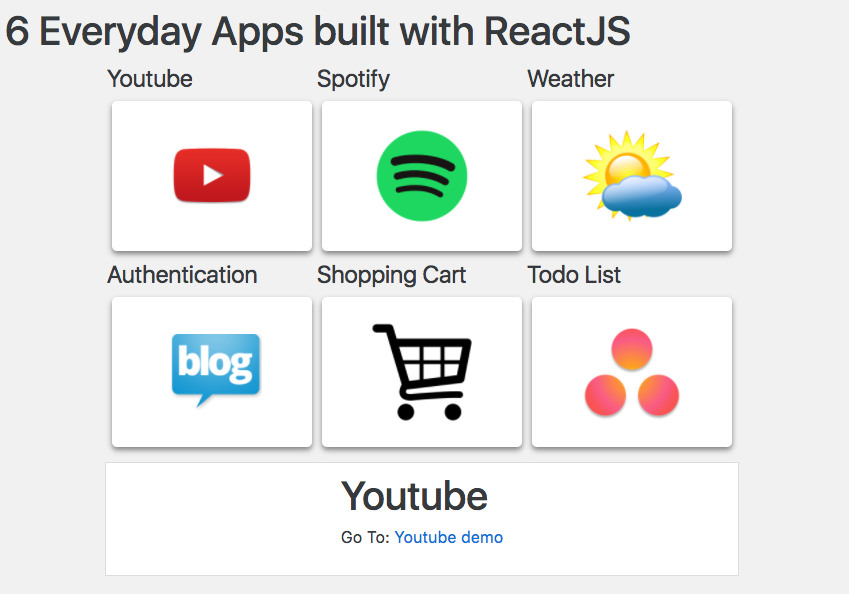 6 Everyday Apps built with ReactJS
Youtube Spotify Weather
Authentication Shopping Cart Todo List
blog
Youtube
Go To: Youtube demo